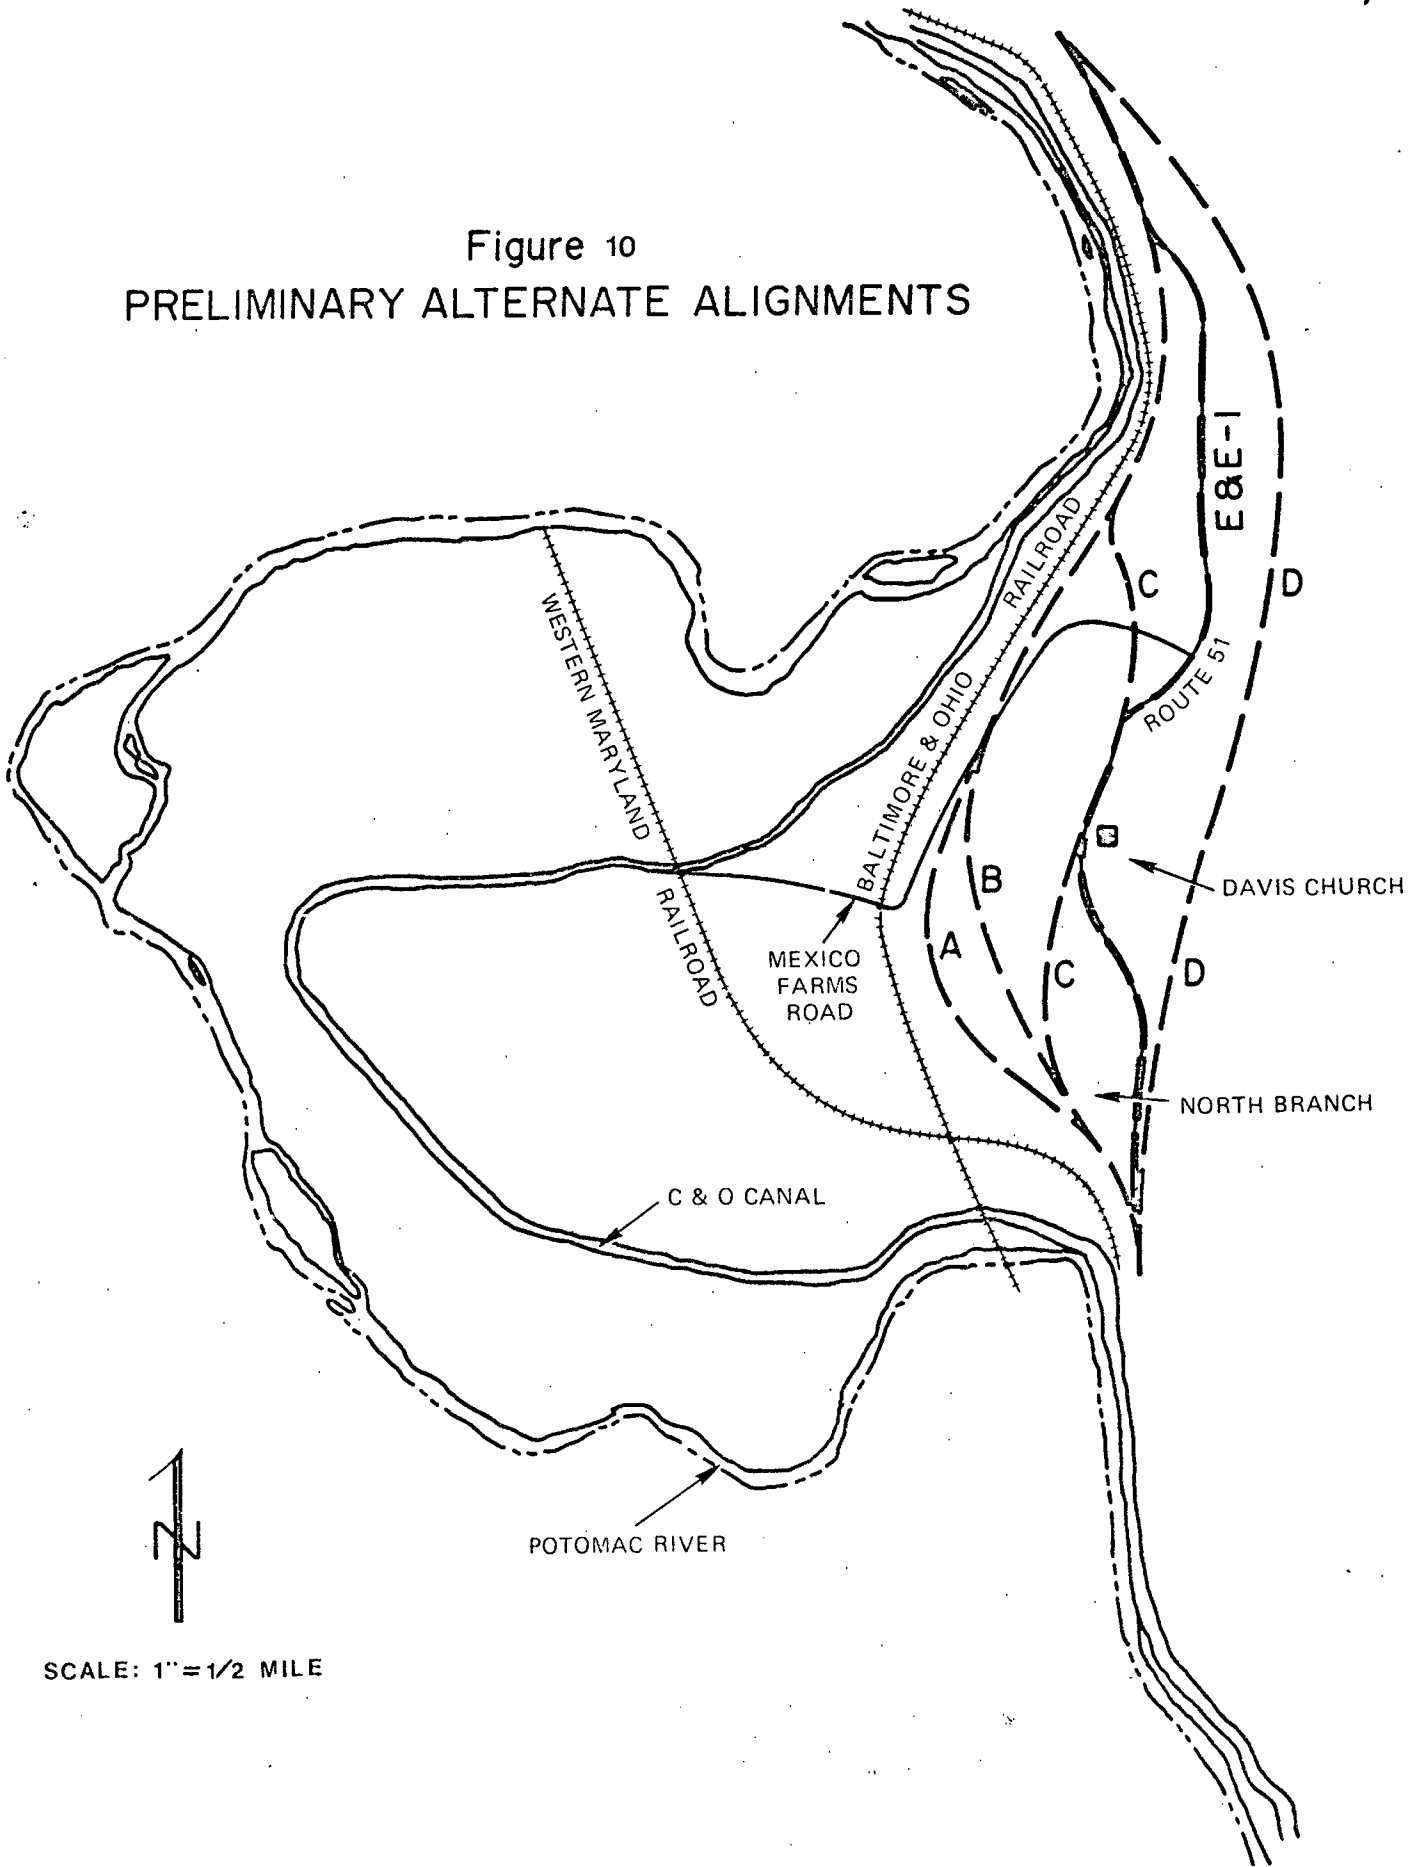 Figure 10
PRELIMINARY ALTERNATE ALIGNMENTS
E&E-1
RAILROAD
C
D
WESTERN MARYLAND
ROUTE 51
BALTIMORE & OHIO
B
DAVIS CHURCH
RAILROAD
A
MEXICO
FARMS
ROAD
C
D
NORTH BRANCH
C & O CANAL
N
POTOMAC RIVER
SCALE: 1"=1/2 MILE